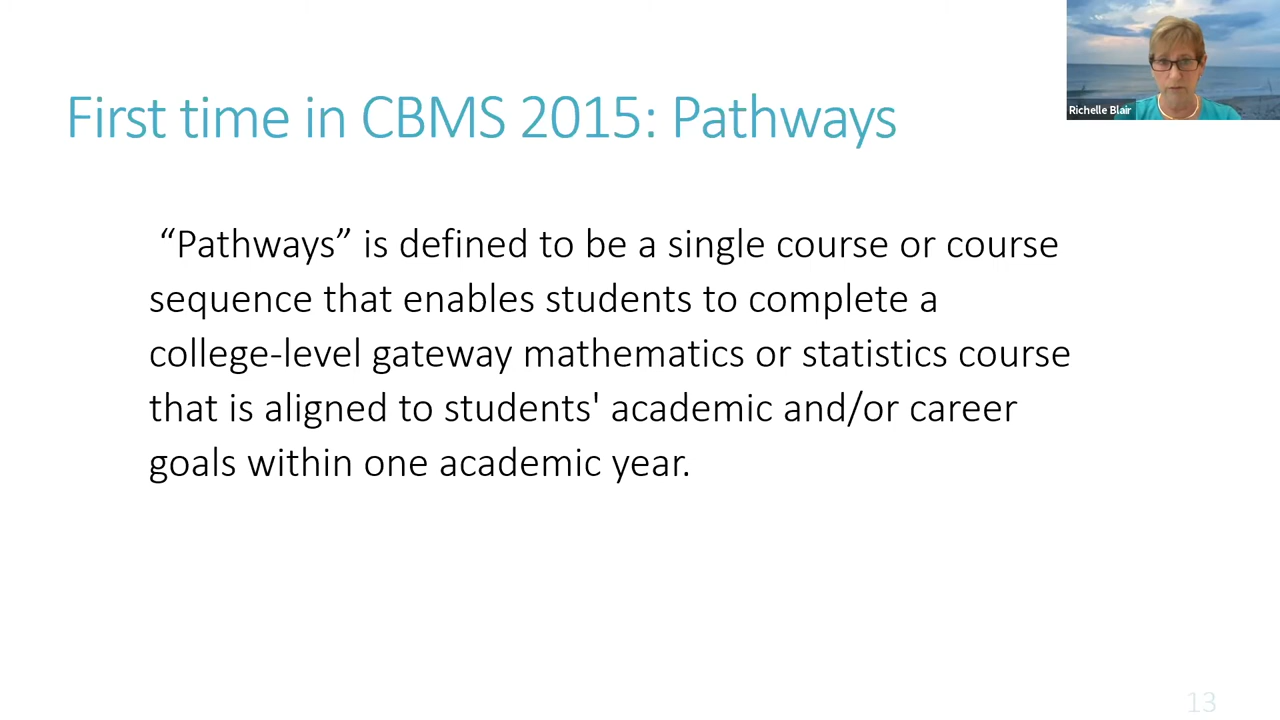 Richelle Blair
First time in CBMS 2015: Pathways
“Pathways” is defined to be a single course or course
sequence that enables students to complete a
college-level gateway mathematics or statistics course
that is aligned to students' academic and/or career
goals within one academic year.
13